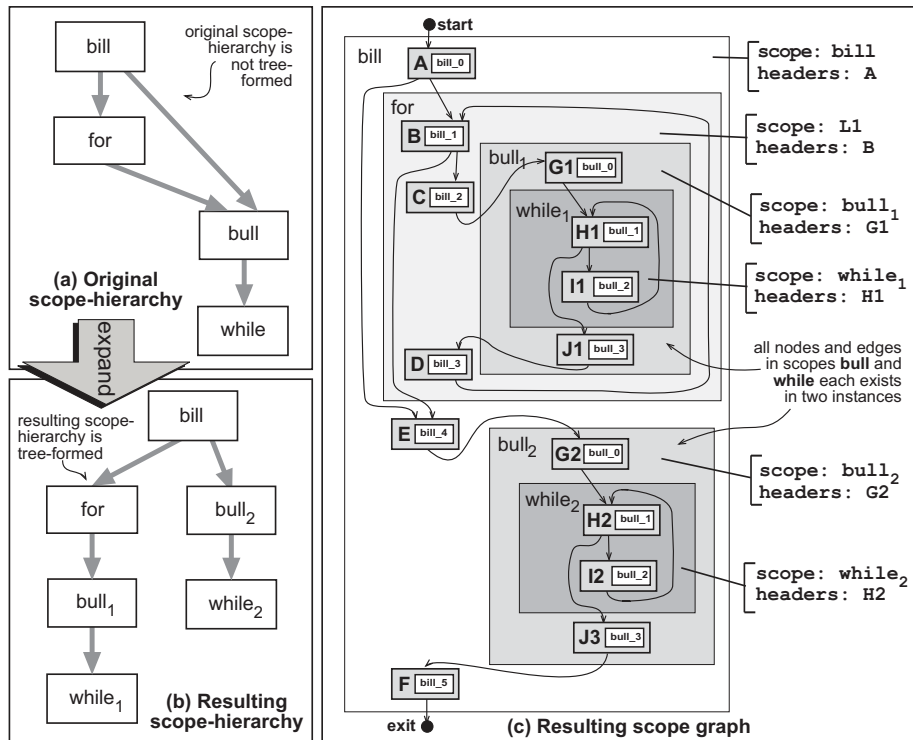 bill
original scope-
hierarchy is
not tree-
formed
for
bull
(a) Original
scope-hierarchy
while
expand
bill
resulting scope-
hierarchy is
tree-formed
for
bull₂
bull₁
while₂
while₁
(b) Resulting
scope-hierarchy
start
bill
A bill_0
for
B bill_1
bull₁
G1 bull_0
C bill_2
while₁
H1 bull_1
I1 bull_2
J1 bull_3
D bill_3
E bill_4
bull₂
G2 bull_0
while₂
H2 bull_1
I2 bull_2
J3 bull_3
F bill_5
exit
(c) Resulting scope graph
scope: bill
headers: A
scope: L1
headers: B
scope: bull₁
headers: G1
scope: while₁
headers: H1
all nodes and edges
in scopes bull and
while each exists
in two instances
scope: bull₂
headers: G2
scope: while₂
headers: H2